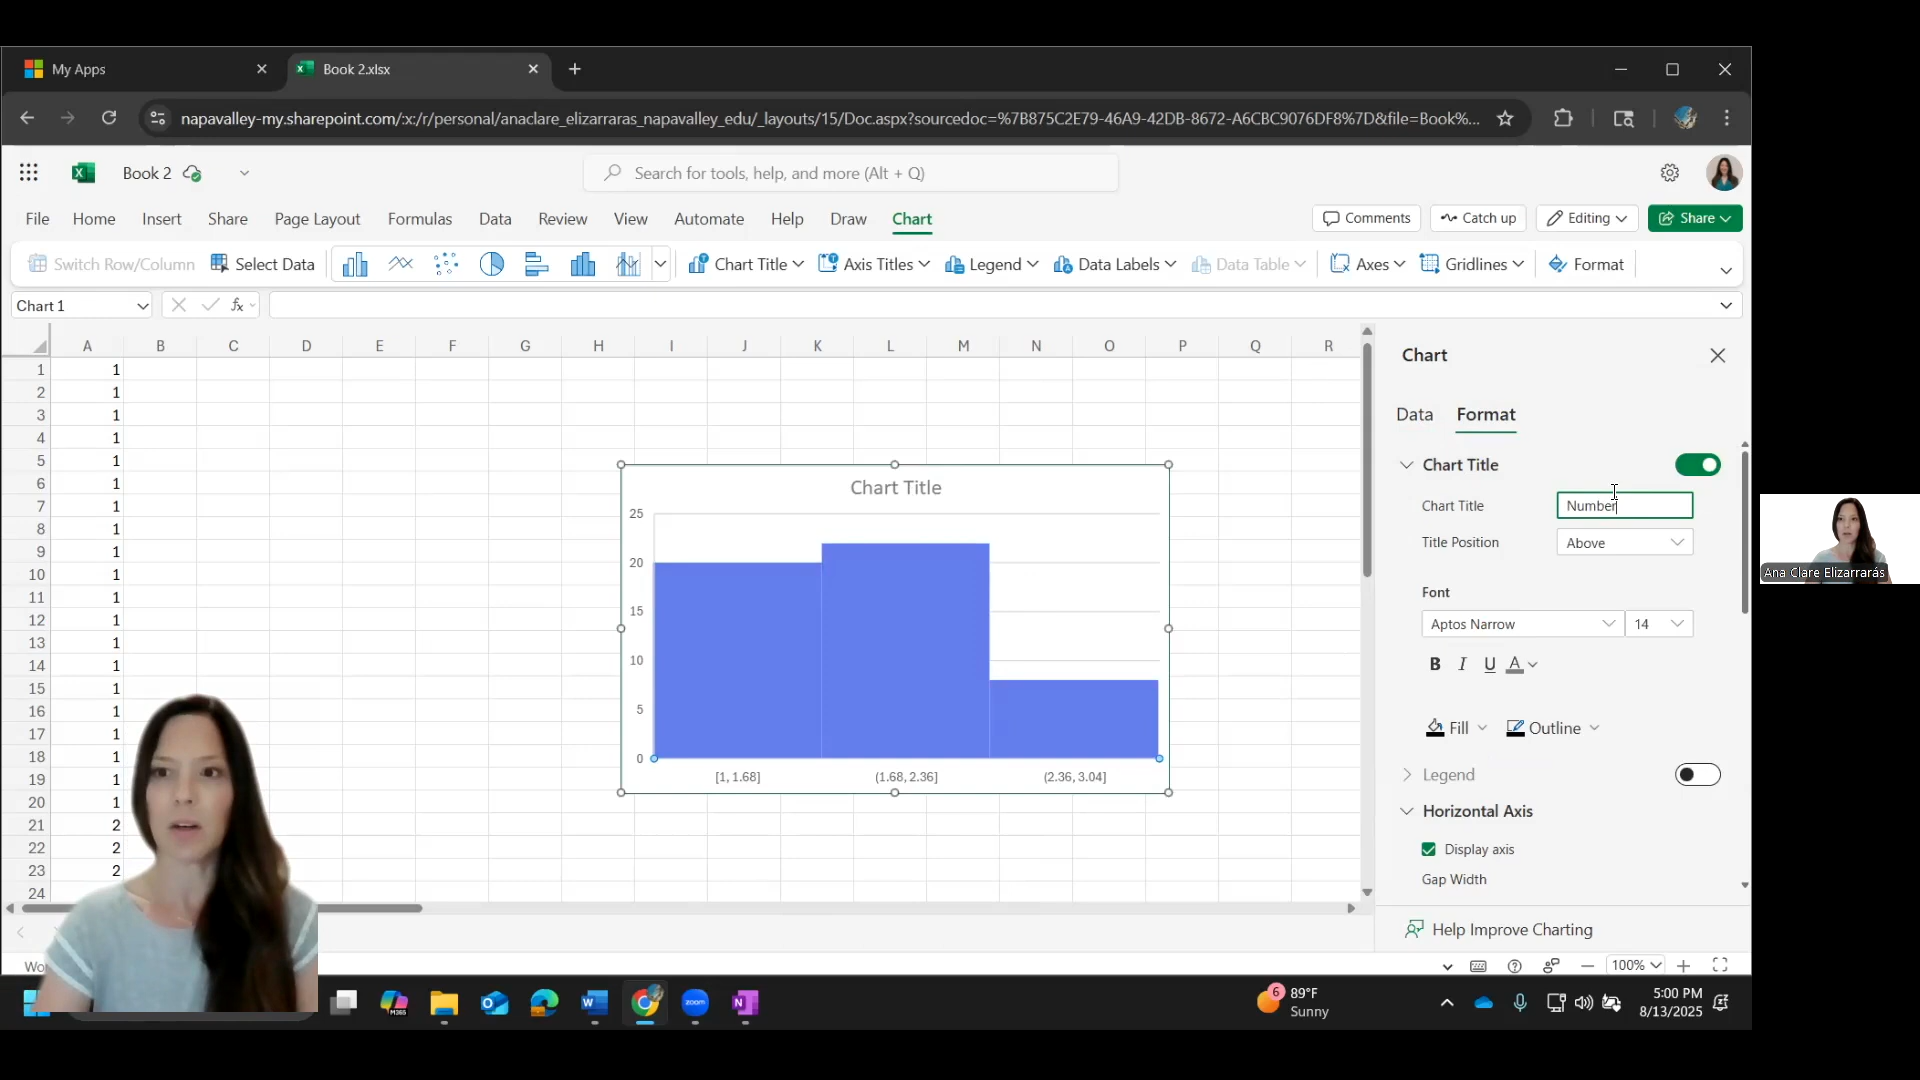 My Apps
Book 2.xlsx
napavalley-my.sharepoint.com/:x:/r/personal/anaclare_elizarraras_napavalley_edu/_layouts/15/Doc.aspx?sourcedoc=%7B875C2E79-46A9-42DB-8672-A6CBC9076DF8%7D&file=Book%...
Book 2
Search for tools, help, and more (Alt + Q)
File Home Insert Share Page Layout Formulas Data Review View Automate Help Draw Chart
Comments Catch up Editing Share
Switch Row/Column Select Data Chart Title Axis Titles Legend Data Labels Data Table Axes Gridlines Format
Chart 1 fx
A B C D E F G H I J K L M N O P Q R
1 1
2 1
3 1
4 1
5 1
6 1
7 1
8 1
9 1
10 1
11 1
12 1
13 1
14 1
15 1
16 1
17 1
18 1
19 1
20 1
21 2
22 2
23 2
24
Chart Title
25
20
15
10
5
0
[1, 1.68] (1.68, 2.36] (2.36, 3.04]
Chart
Data Format
Chart Title
Chart Title Number
Title Position Above
Font
Aptos Narrow 14
B I U A
Fill Outline
Legend
Horizontal Axis
Display axis
Gap Width
Help Improve Charting
Wo
100%
Ana Clare Elizarrarás
M365
zoom
6
89°F
Sunny
5:00 PM
8/13/2025